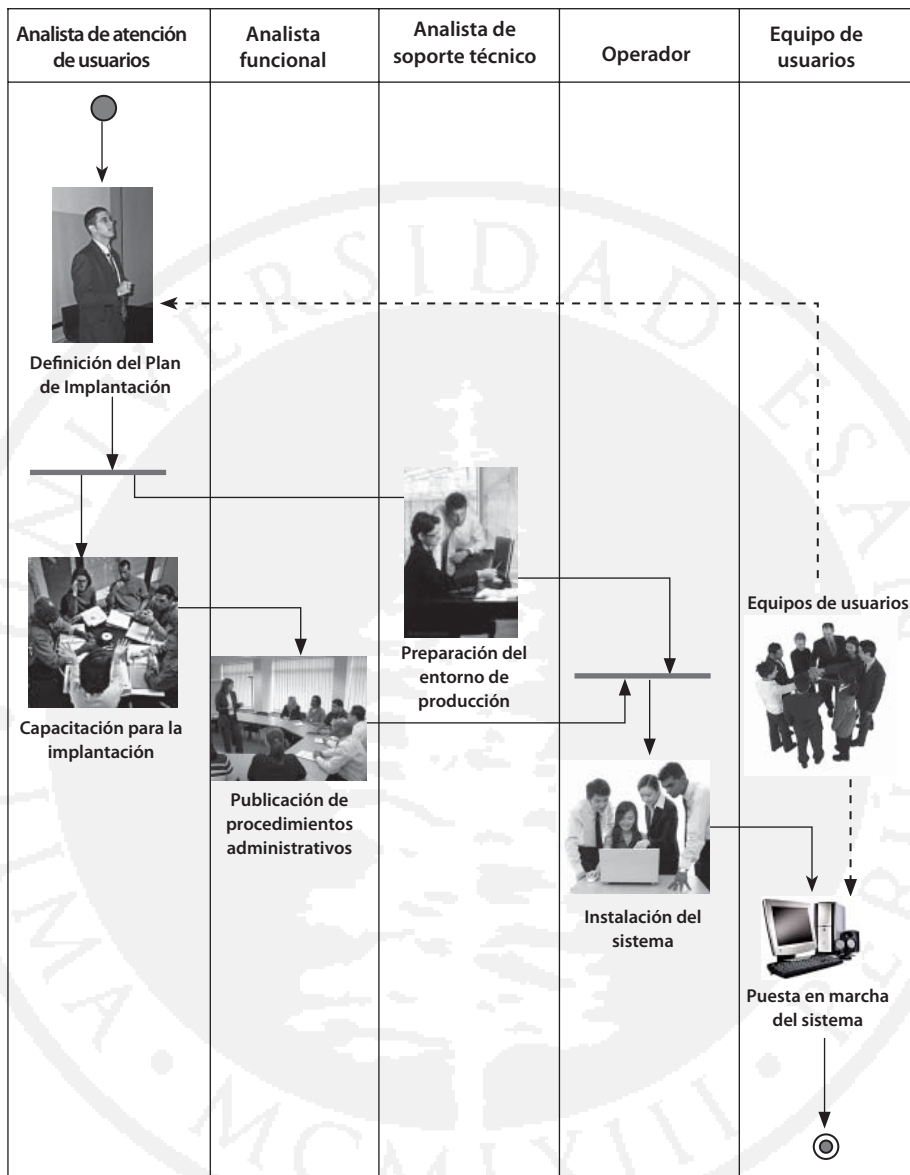 Analista de atención
de usuarios
Analista
funcional
Analista de
soporte técnico
Operador
Equipo de
usuarios
Definición del Plan
de Implantación
Capacitación para la
implantación
Publicación de
procedimientos
administrativos
Preparación del
entorno de
producción
Equipos de usuarios
Instalación del
sistema
Puesta en marcha
del sistema